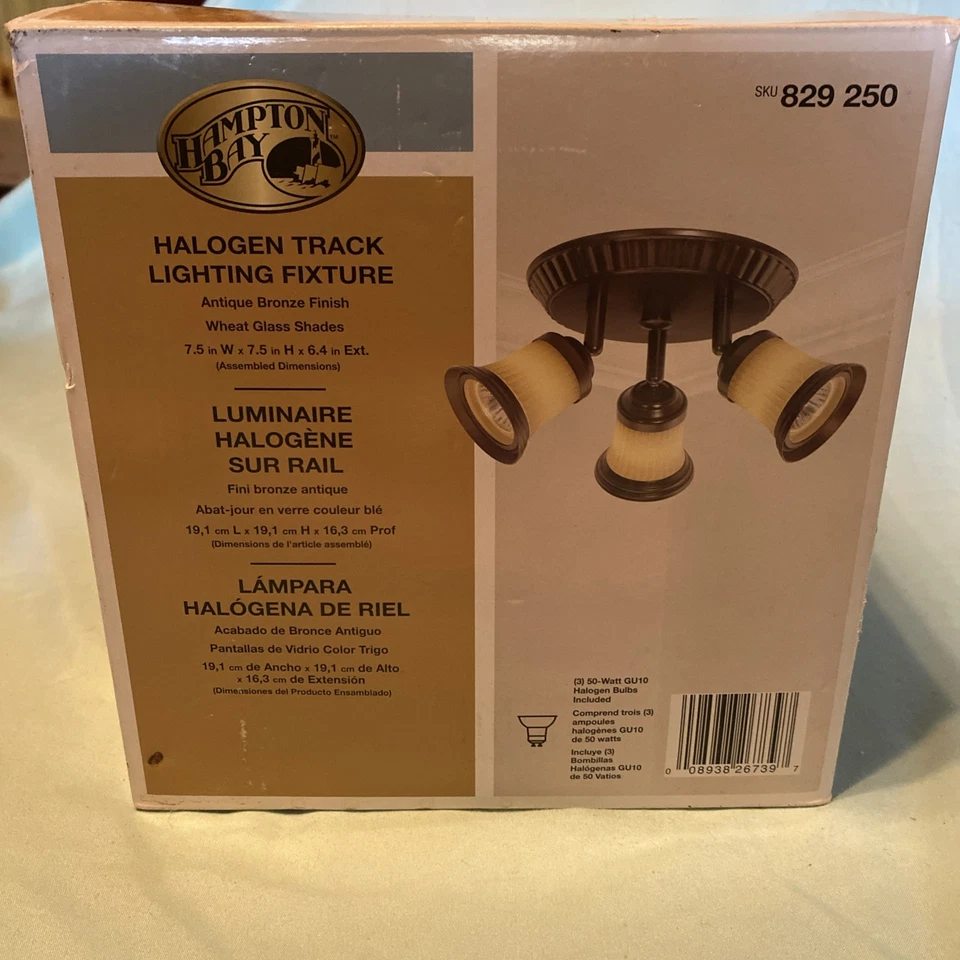 HAMPTON
BAY
TM
SKU 829 250
HALOGEN TRACK
LIGHTING FIXTURE
Antique Bronze Finish
Wheat Glass Shades
7.5 in W x 7.5 in H x 6.4 in Ext.
(Assembled Dimensions)
LUMINAIRE
HALOGÈNE
SUR RAIL
Fini bronze antique
Abat-jour en verre couleur blé
19,1 cm L x 19,1 cm H x 16,3 cm Prof
(Dimensions de l'article assemblé)
LÁMPARA
HALÓGENA DE RIEL
Acabado de Bronce Antiguo
Pantallas de Vidrio Color Trigo
19,1 cm de Ancho x 19,1 cm de Alto
x 16,3 cm de Extensión
(Dimensiones del Producto Ensamblado)
(3) 50-Watt GU10
Halogen Bulbs
Included
Comprend trois (3)
ampoules
halogènes GU10
de 50 watts
Incluye (3)
Bombillas
Halógenas GU10
de 50 Vatios
0 08938 26739 7